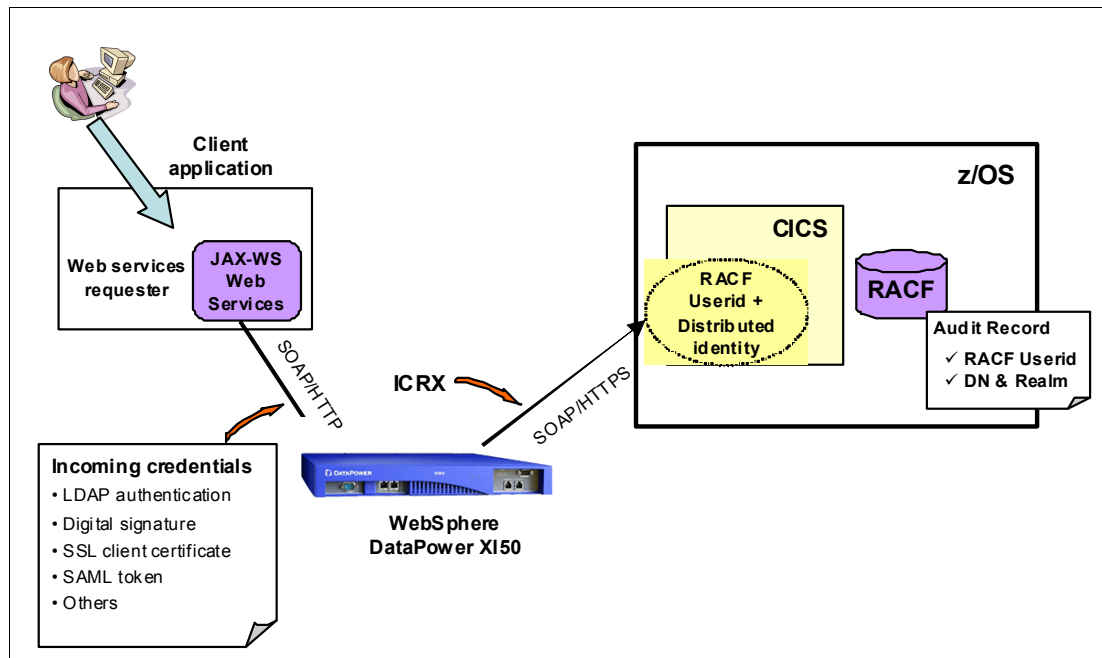 Client
application
Web services
requester
JAX-WS
Web
Services
SOAP/HTTP
ICRX
SOAP/HTTPS
Incoming credentials
• LDAP authentication
• Digital signature
• SSL client certificate
• SAML token
• Others
DATAPOWER
WebSphere
DataPower XI50
z/OS
CICS
RACF
Userid +
Distributed
identity
RACF
Audit Record
✓ RACF Userid
✓ DN & Realm